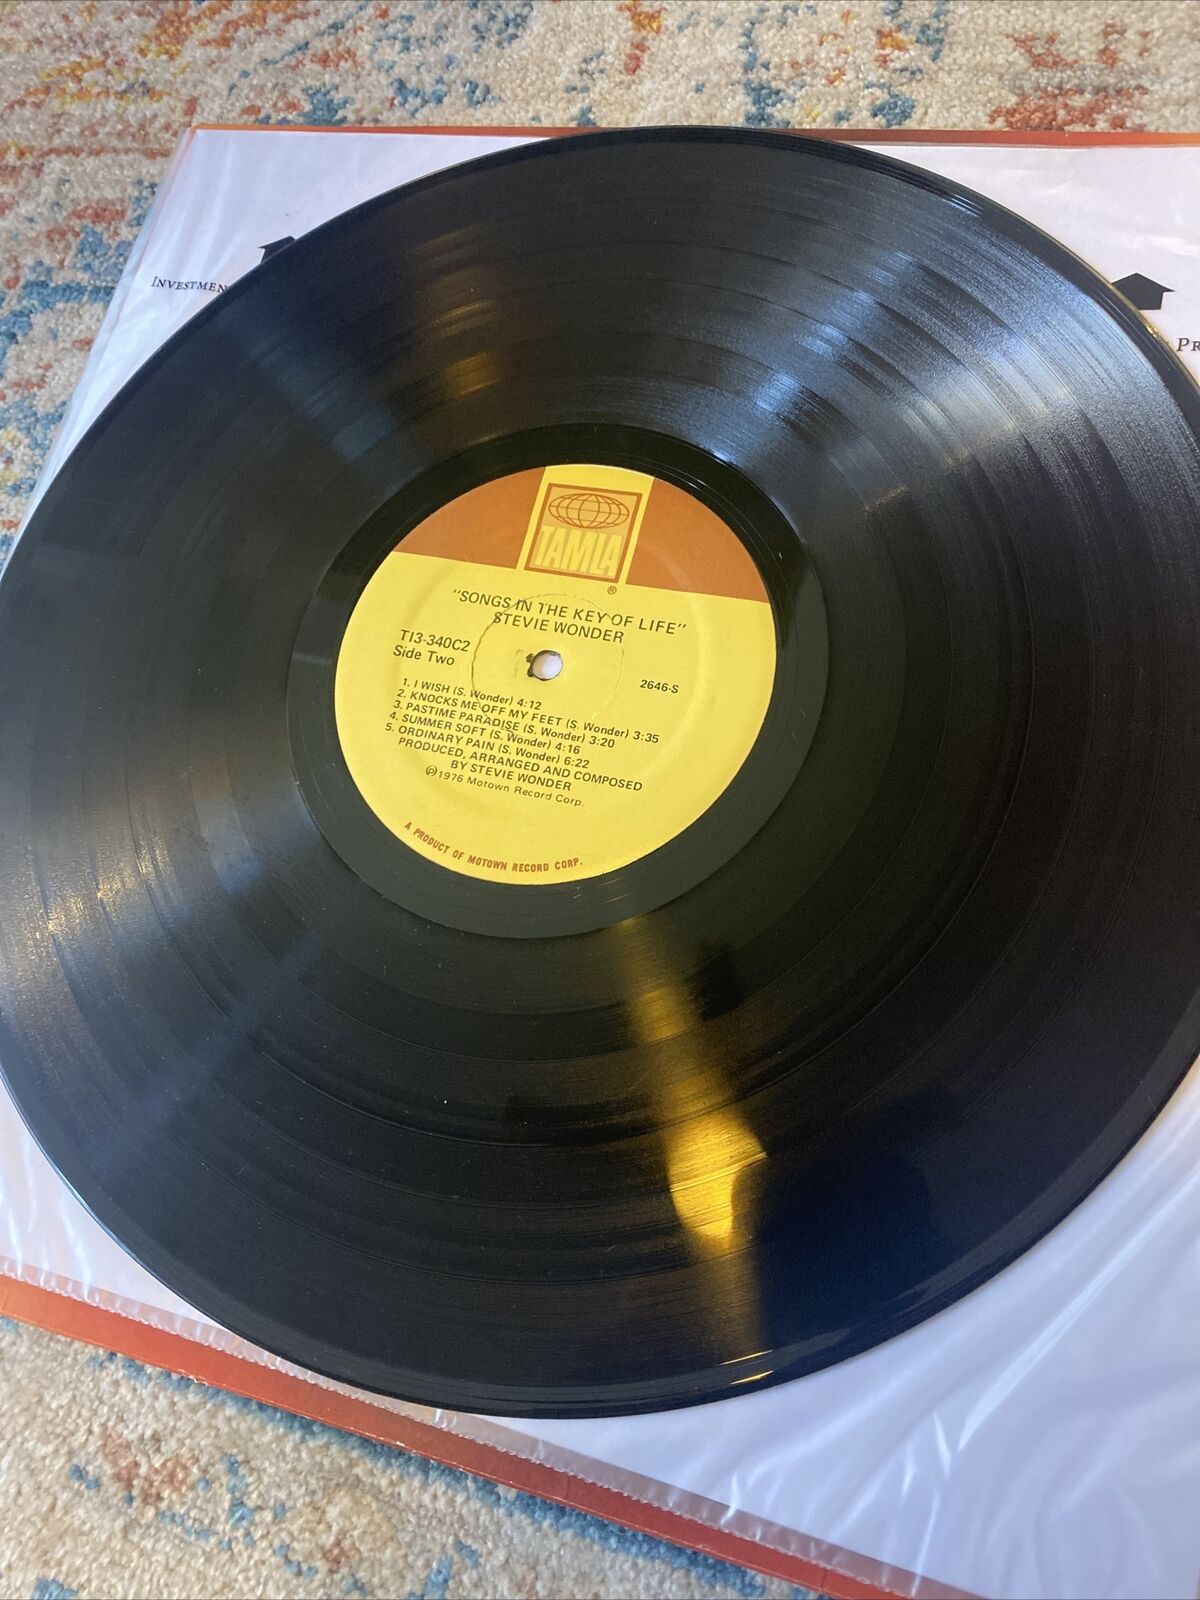 INVESTMEN
PR
TAMLA
®
"SONGS IN THE KEY OF LIFE"
STEVIE WONDER
T13-340C2
Side Two
2646-S
1. I WISH (S. Wonder) 4:12
2. KNOCKS ME OFF MY FEET (S. Wonder) 3:35
3. PASTIME PARADISE (S. Wonder) 3:20
4. SUMMER SOFT (S. Wonder) 4:16
5. ORDINARY PAIN (S. Wonder) 6:22
PRODUCED, ARRANGED AND COMPOSED
BY STEVIE WONDER
℗1976 Motown Record Corp.
A PRODUCT OF MOTOWN RECORD CORP.